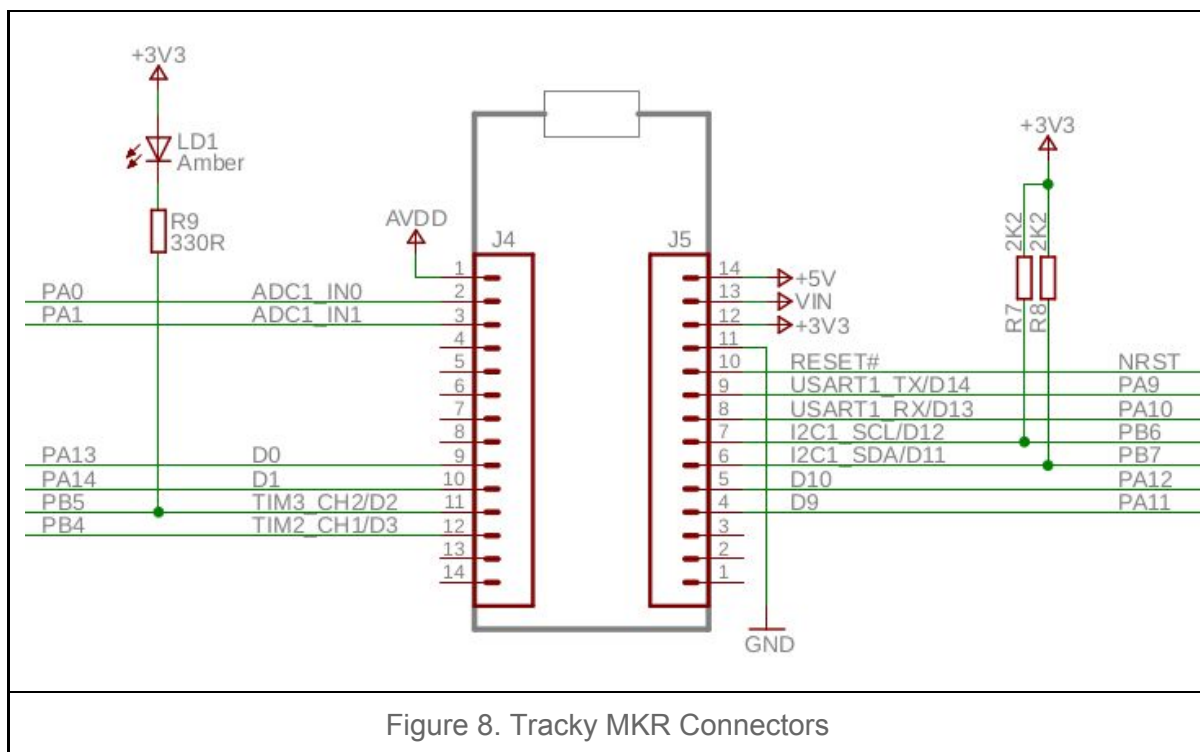 +3V3
LD1
Amber
R9
330R
AVDD
J4
J5
+3V3
2K2
2K2
R7
R8
1
2
3
4
5
6
7
8
9
10
11
12
13
14
14
13
12
11
10
9
8
7
6
5
4
3
2
1
+5V
VIN
+3V3
PA0 ADC1_IN0
PA1 ADC1_IN1
PA13 D0
PA14 D1
PB5 TIM3_CH2/D2
PB4 TIM2_CH1/D3
RESET# NRST
USART1_TX/D14 PA9
USART1_RX/D13 PA10
I2C1_SCL/D12 PB6
I2C1_SDA/D11 PB7
D10 PA12
D9 PA11
GND
Figure 8. Tracky MKR Connectors